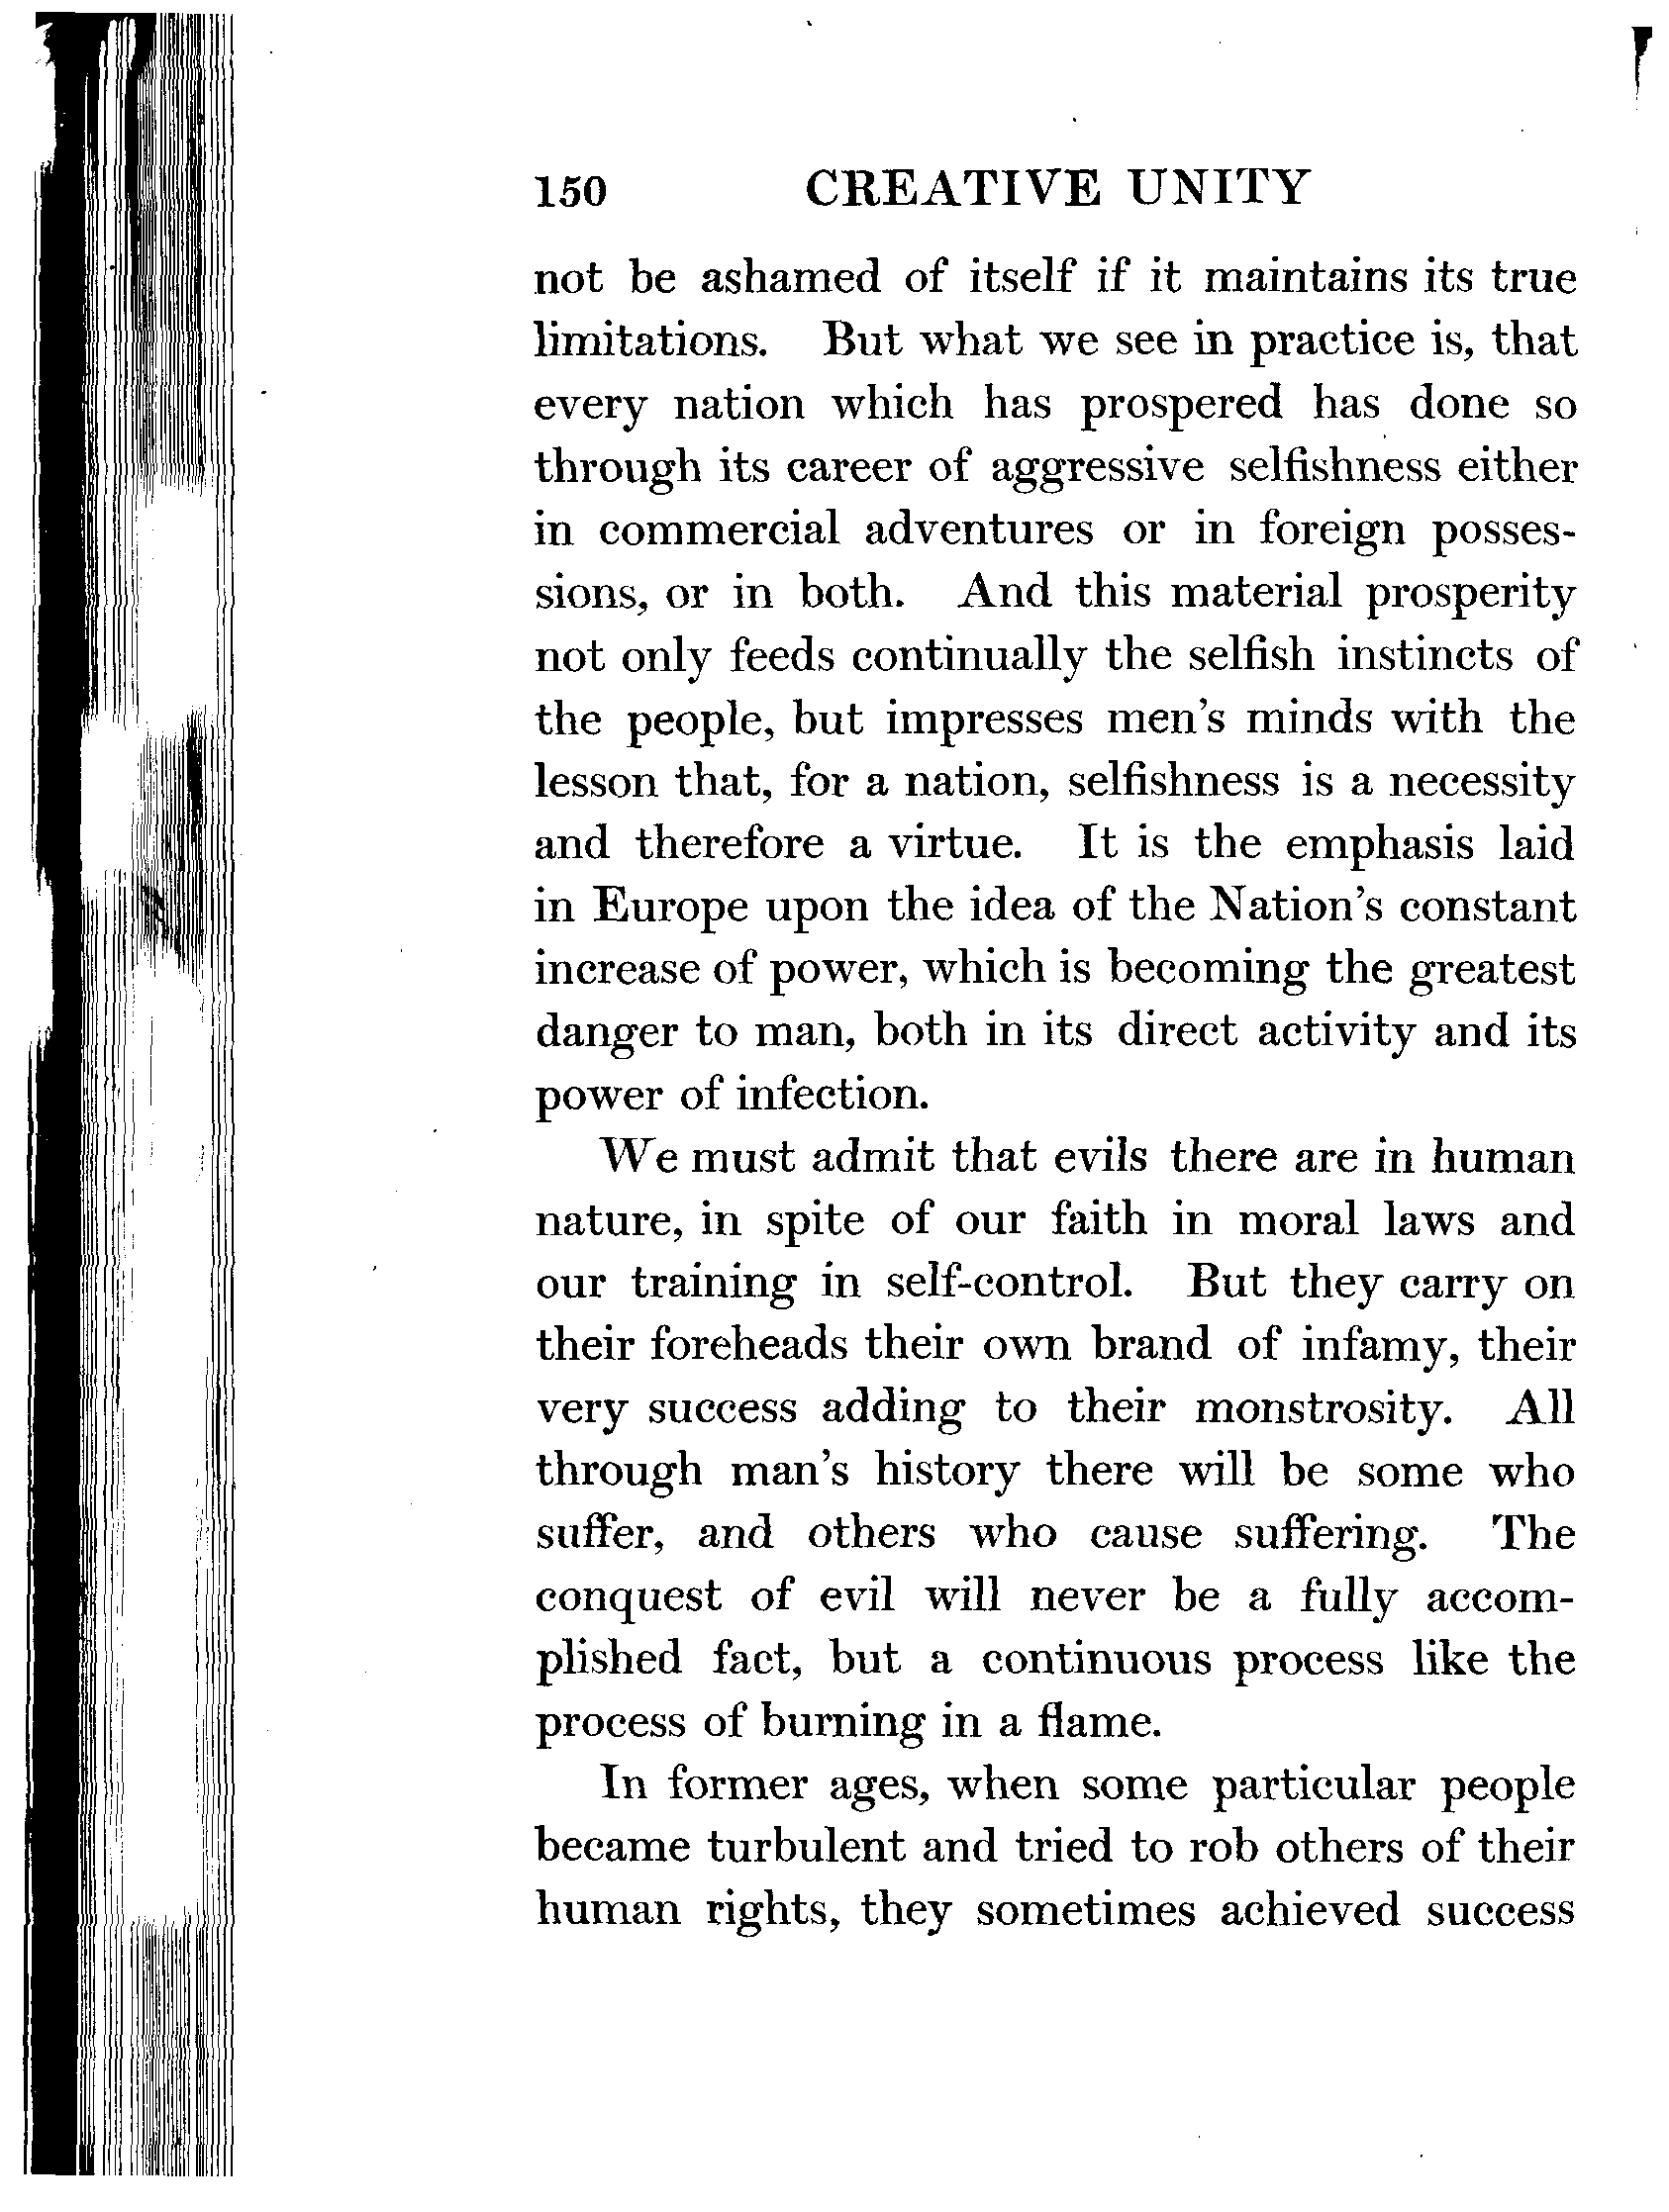 150 CREATIVE UNITY
not be ashamed of itself if it maintains its true
limitations. But what we see in practice is, that
every nation which has prospered has done so
through its career of aggressive selfishness either
in commercial adventures or in foreign posses-
sions, or in both. And this material prosperity
not only feeds continually the selfish instincts of
the people, but impresses men's minds with the
lesson that, for a nation, selfishness is a necessity
and therefore a virtue. It is the emphasis laid
in Europe upon the idea of the Nation's constant
increase of power, which is becoming the greatest
danger to man, both in its direct activity and its
power of infection.
We must admit that evils there are in human
nature, in spite of our faith in moral laws and
our training in self-control. But they carry on
their foreheads their own brand of infamy, their
very success adding to their monstrosity. All
through man's history there will be some who
suffer, and others who cause suffering. The
conquest of evil will never be a fully accom-
plished fact, but a continuous process like the
process of burning in a flame.
In former ages, when some particular people
became turbulent and tried to rob others of their
human rights, they sometimes achieved success